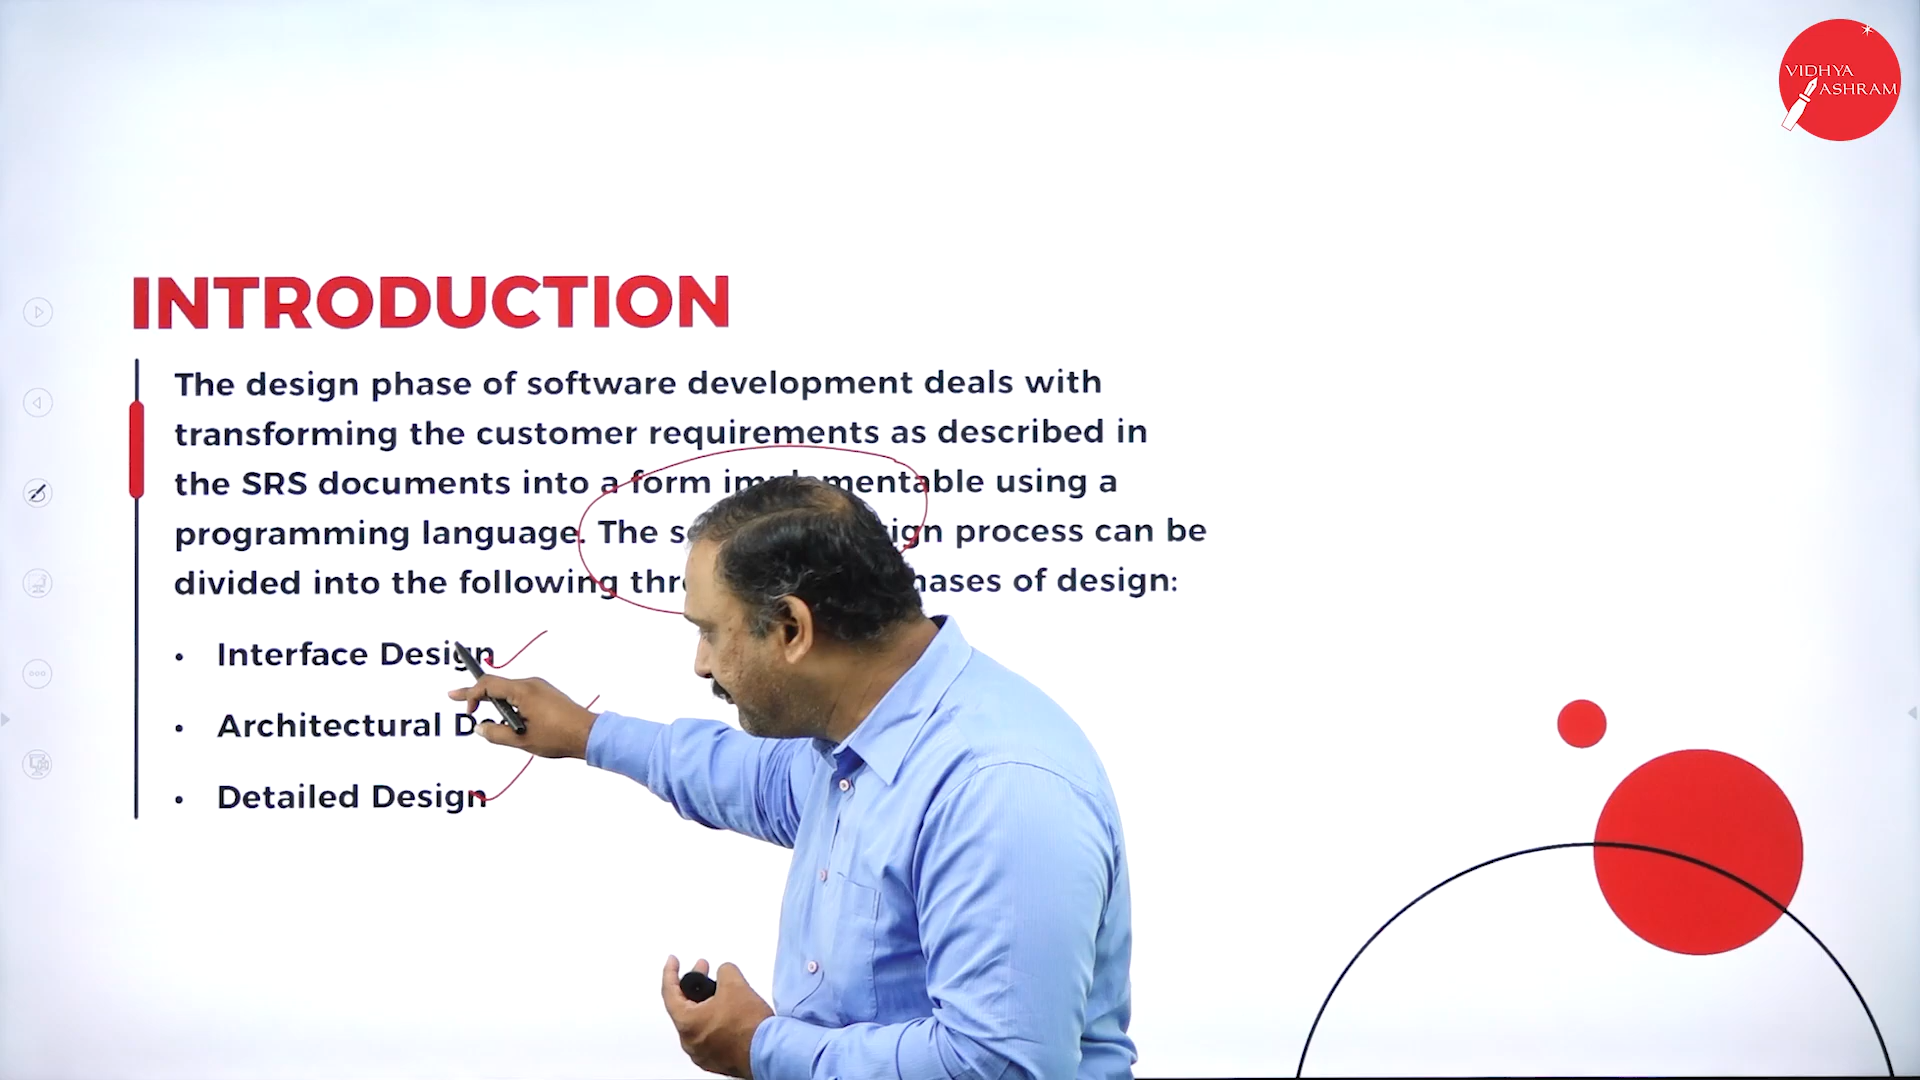 VIDHYA
ASHRAM
INTRODUCTION
The design phase of software development deals with
transforming the customer requirements as described in
the SRS documents into a form using a
programming language. The process can be
divided into the following of design:
• Interface Design
• Architectural
• Detailed Design